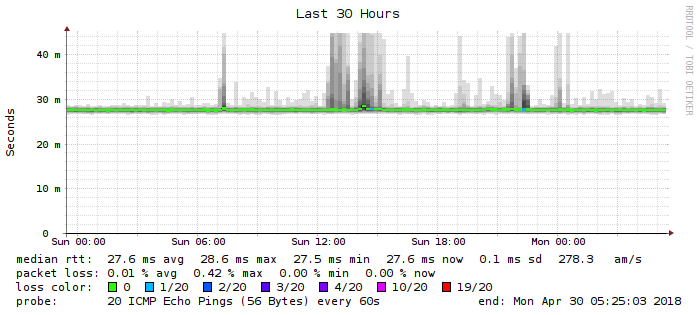 Last 30 Hours
RRDTOOL / TOBI OETIKER
Seconds
40 m
30 m
20 m
10 m
0
Sun 00:00 Sun 06:00 Sun 12:00 Sun 18:00 Mon 00:00
median rtt: 27.6 ms avg 28.6 ms max 27.5 ms min 27.6 ms now 0.1 ms sd 278.3 am/s
packet loss: 0.01 % avg 0.42 % max 0.00 % min 0.00 % now
loss color: 0 1/20 2/20 3/20 4/20 10/20 19/20
probe: 20 ICMP Echo Pings (56 Bytes) every 60s end: Mon Apr 30 05:25:03 2018